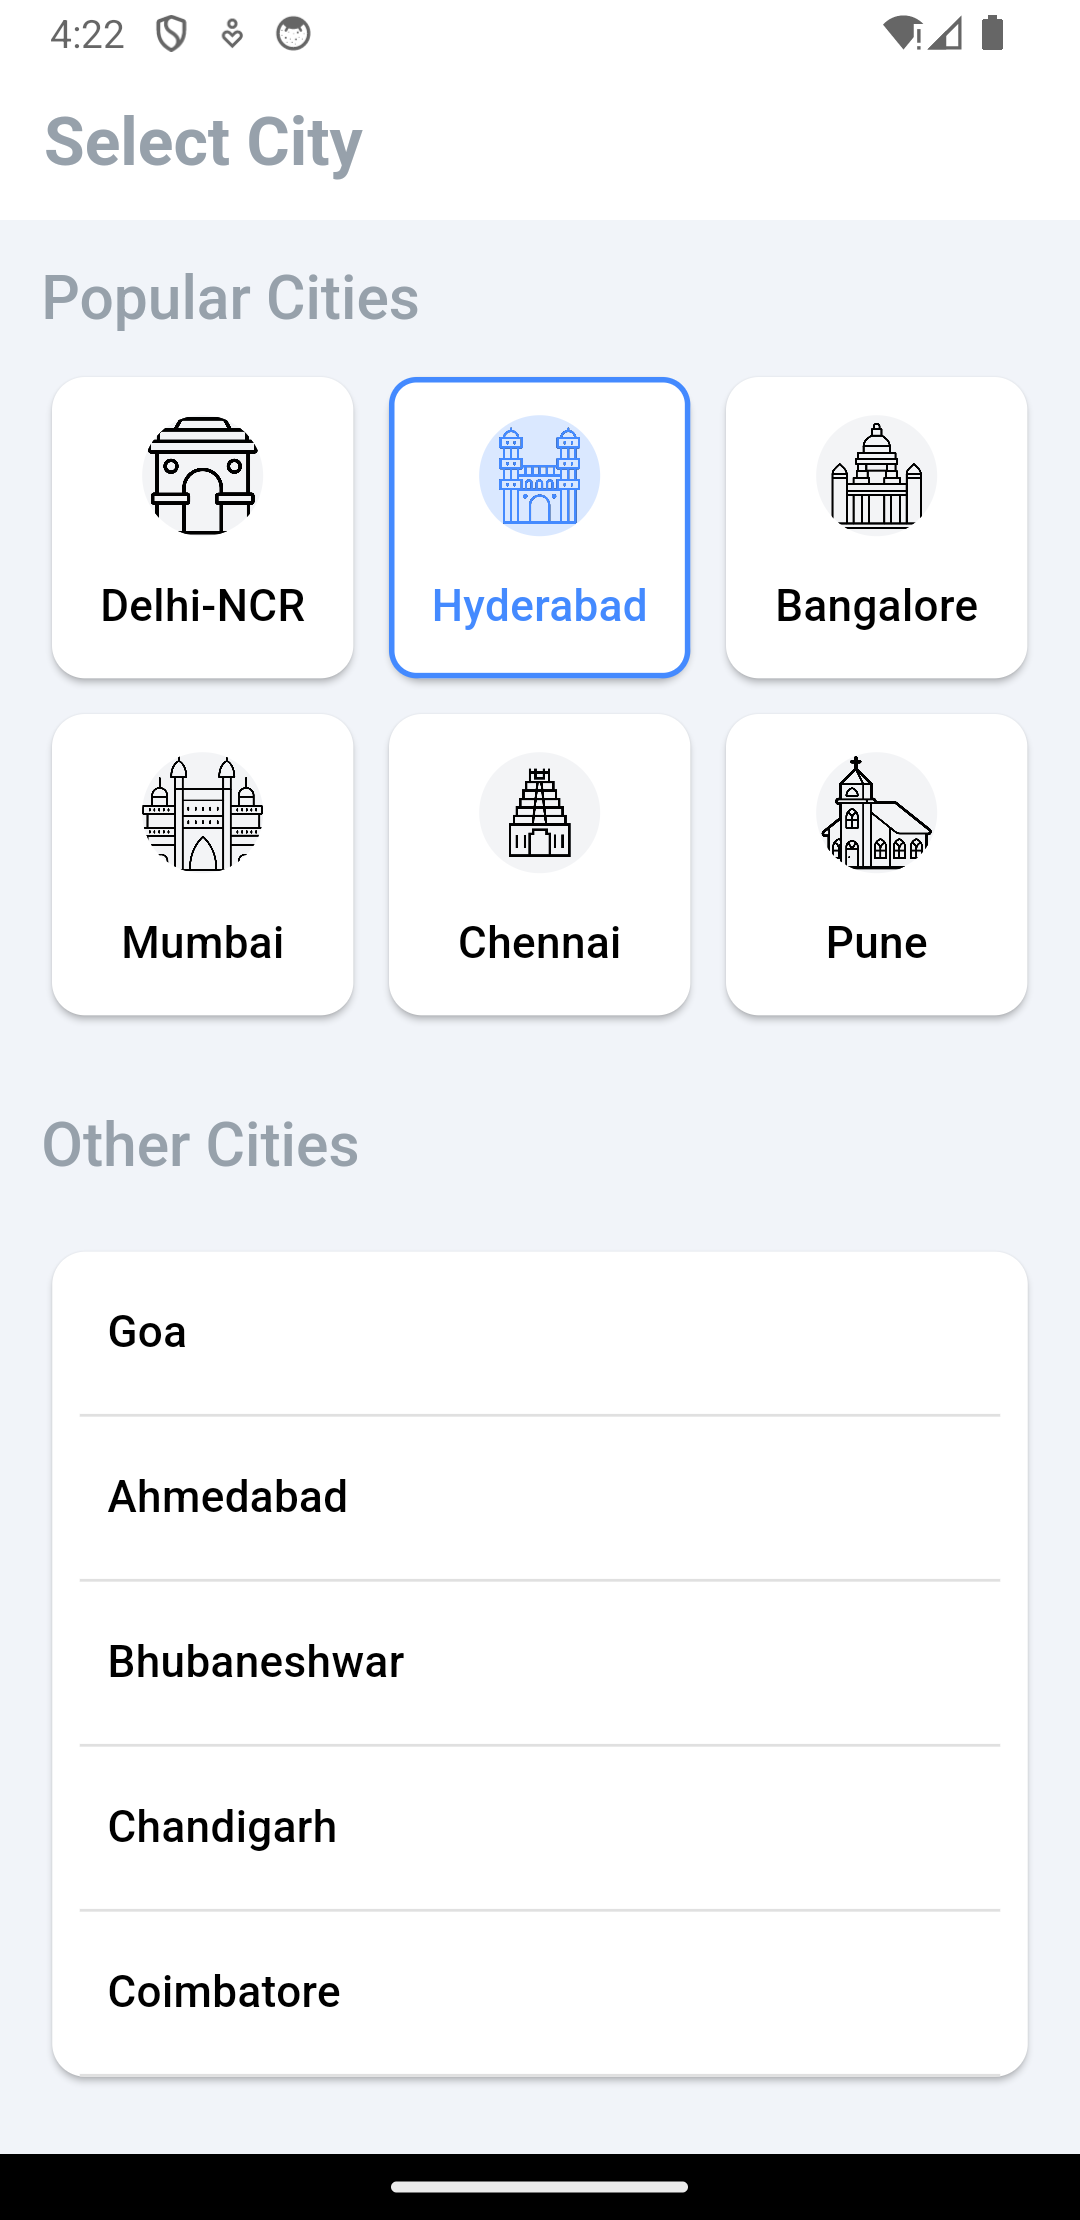 4:22
Select City
Popular Cities
Delhi-NCR
Hyderabad
Bangalore
Mumbai
Chennai
Pune
Other Cities
Goa
Ahmedabad
Bhubaneshwar
Chandigarh
Coimbatore